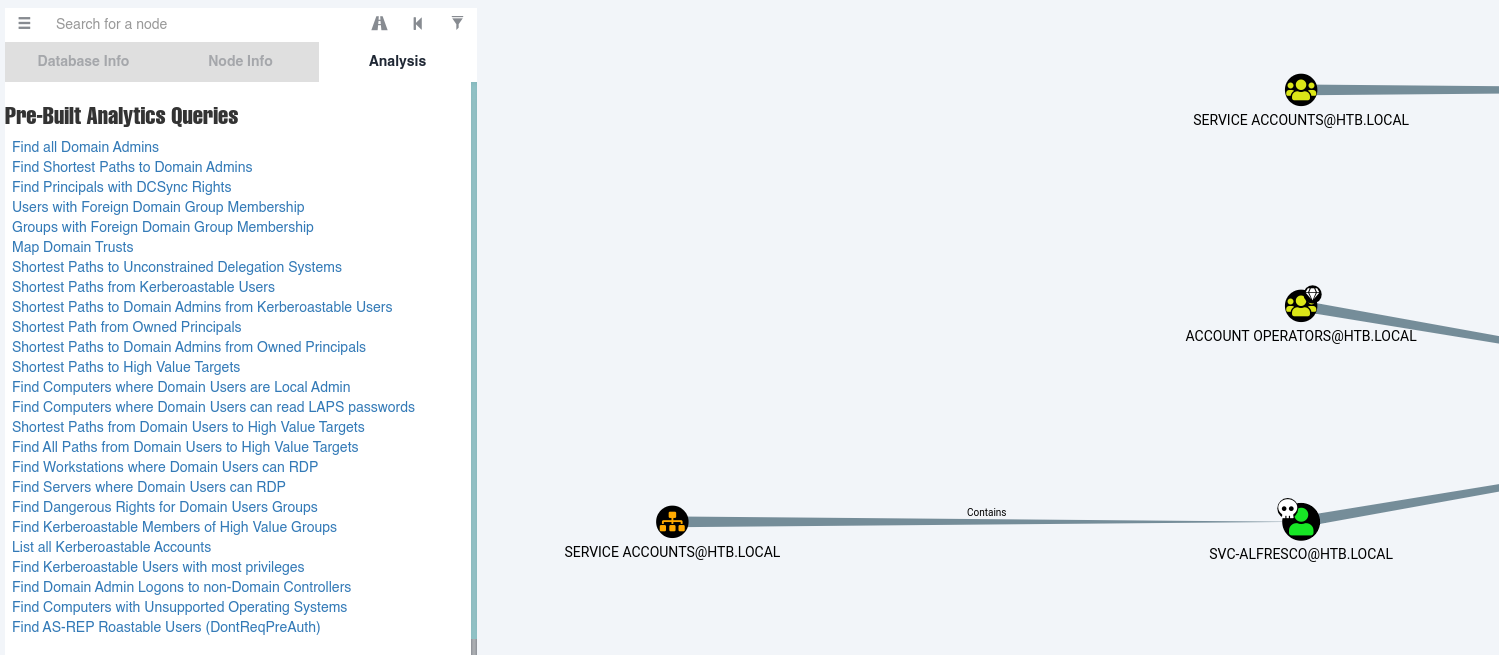 Search for a node
Database Info
Node Info
Analysis
Pre-Built Analytics Queries
Find all Domain Admins
Find Shortest Paths to Domain Admins
Find Principals with DCSync Rights
Users with Foreign Domain Group Membership
Groups with Foreign Domain Group Membership
Map Domain Trusts
Shortest Paths to Unconstrained Delegation Systems
Shortest Paths from Kerberoastable Users
Shortest Paths to Domain Admins from Kerberoastable Users
Shortest Path from Owned Principals
Shortest Paths to Domain Admins from Owned Principals
Shortest Paths to High Value Targets
Find Computers where Domain Users are Local Admin
Find Computers where Domain Users can read LAPS passwords
Shortest Paths from Domain Users to High Value Targets
Find All Paths from Domain Users to High Value Targets
Find Workstations where Domain Users can RDP
Find Servers where Domain Users can RDP
Find Dangerous Rights for Domain Users Groups
Find Kerberoastable Members of High Value Groups
List all Kerberoastable Accounts
Find Kerberoastable Users with most privileges
Find Domain Admin Logons to non-Domain Controllers
Find Computers with Unsupported Operating Systems
Find AS-REP Roastable Users (DontReqPreAuth)
SERVICE ACCOUNTS@HTB.LOCAL
ACCOUNT OPERATORS@HTB.LOCAL
Contains
SERVICE ACCOUNTS@HTB.LOCAL
SVC-ALFRESCO@HTB.LOCAL